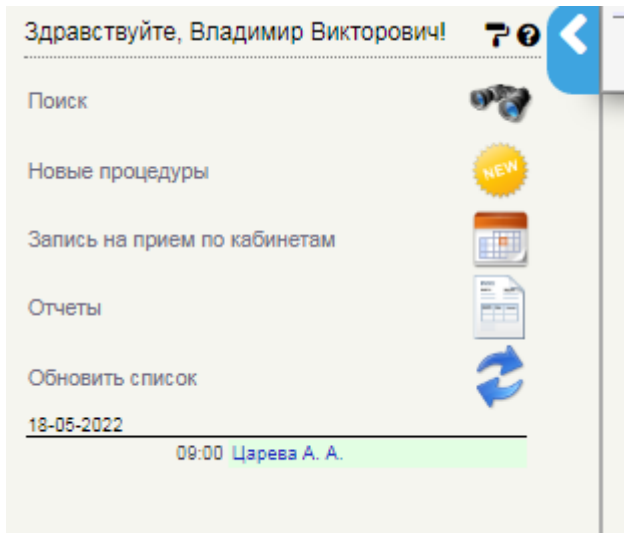 Здравствуйте, Владимир Викторович!
Поиск
Новые процедуры
NEW
Запись на прием по кабинетам
Отчеты
Обновить список
18-05-2022
09:00 Царева А. А.